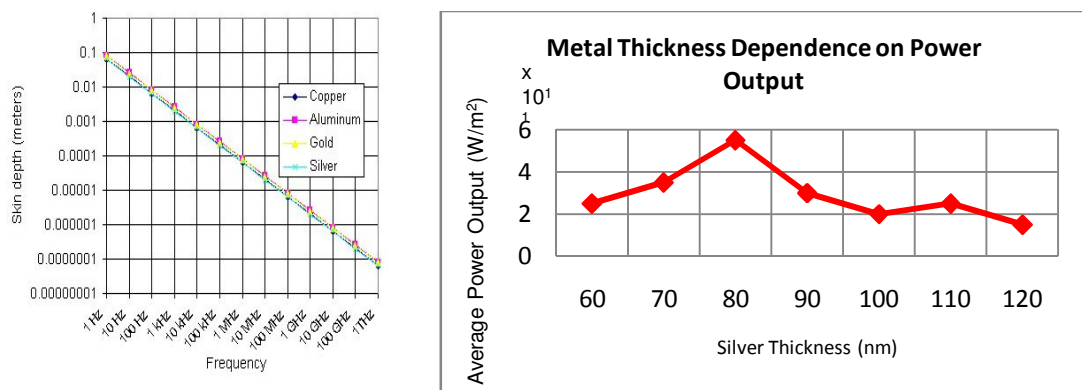 1
0.1
0.01
0.001
0.0001
0.00001
0.000001
0.0000001
0.00000001
Skin depth (meters)
Copper
Aluminum
Gold
Silver
1 Hz
10 Hz
100 Hz
1 kHz
10 kHz
100 kHz
1 MHz
10 MHz
100 MHz
1 GHz
10 GHz
100 GHz
1 THz
Frequency
Metal Thickness Dependence on Power
Output
x
10¹
1
Average Power Output (W/m²)
6
4
2
0
60
70
80
90
100
110
120
Silver Thickness (nm)